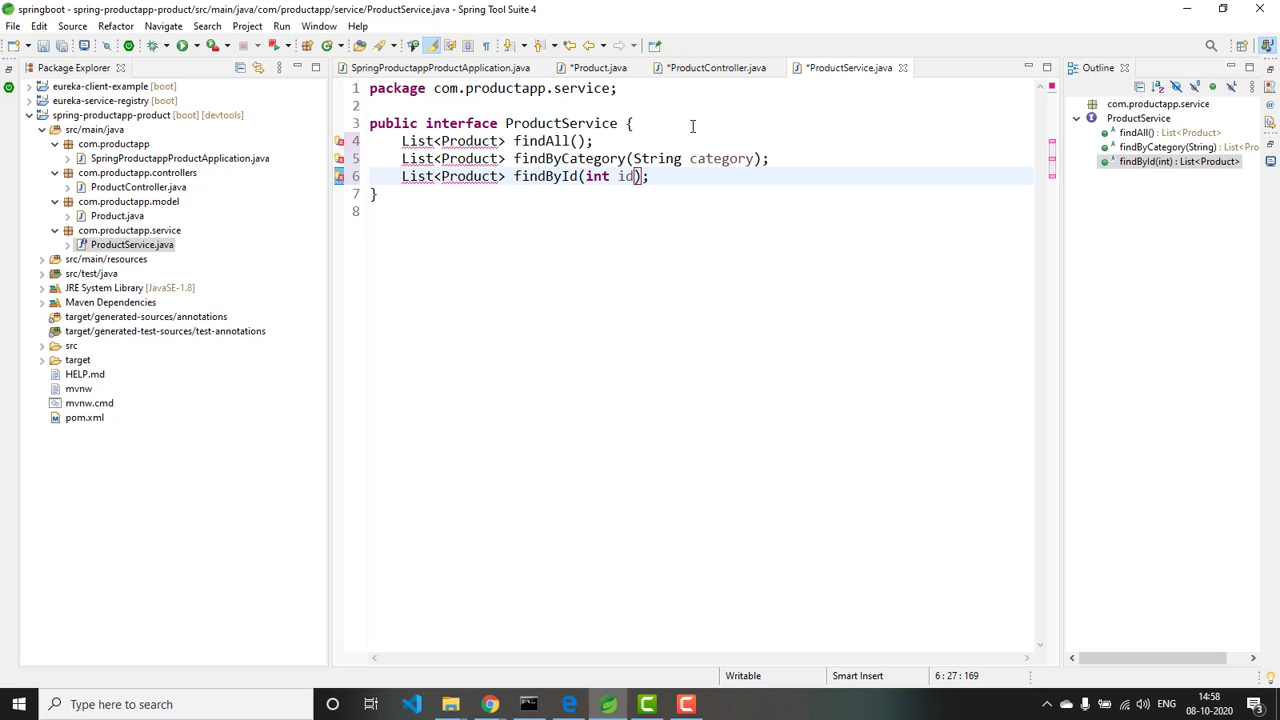 springboot - spring-productapp-product/src/main/java/com/productapp/service/ProductService.java - Spring Tool Suite 4
File Edit Source Refactor Navigate Search Project Run Window Help
Package Explorer
SpringProductappProductApplication.java
*Product.java
*ProductController.java
*ProductService.java
Outline
eureka-client-example [boot]
eureka-service-registry [boot]
spring-productapp-product [boot] [devtools]
src/main/java
com.productapp
SpringProductappProductApplication.java
com.productapp.controllers
ProductController.java
com.productapp.model
Product.java
com.productapp.service
ProductService.java
src/main/resources
src/test/java
JRE System Library [JavaSE-1.8]
Maven Dependencies
target/generated-sources/annotations
target/generated-test-sources/test-annotations
src
target
HELP.md
mvnw
mvnw.cmd
pom.xml
1 package com.productapp.service;
2
3 public interface ProductService {
4 List<Product> findAll();
5 List<Product> findByCategory(String category);
6 List<Product> findById(int id);
7 }
8
com.productapp.service
ProductService
findAll() : List<Product>
findByCategory(String) : List<Pro
findById(int) : List<Product>
Writable
Smart Insert
6 : 27 : 169
Type here to search
ENG
14:58
08-10-2020
3